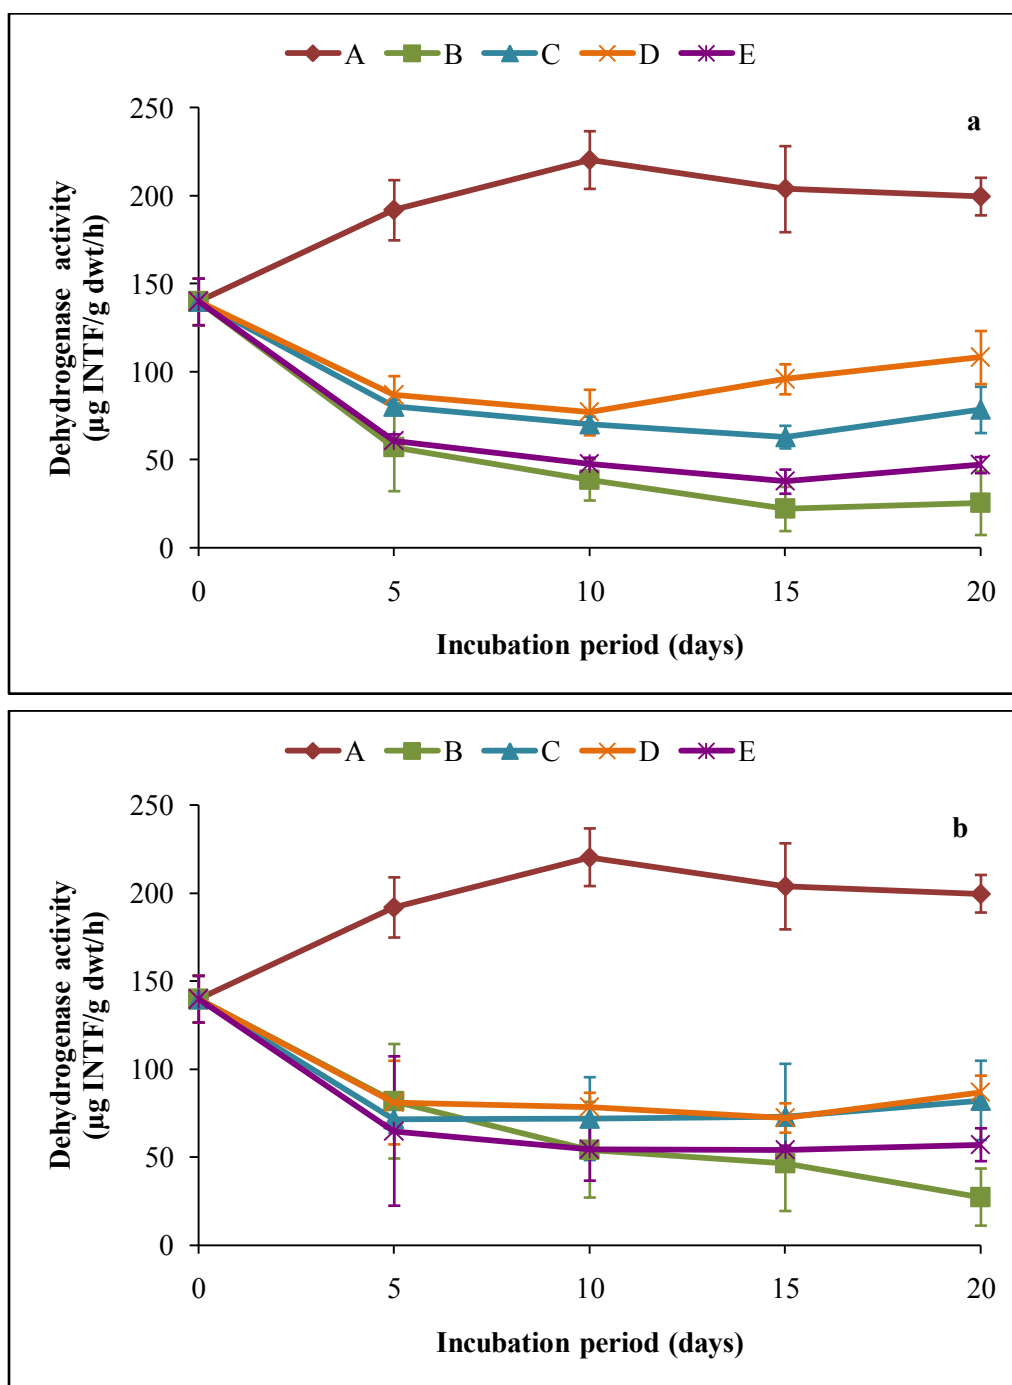 A B C D E
a
250
200
150
100
50
0
Dehydrogenase activity
(µg INTF/g dwt/h)
0 5 10 15 20
Incubation period (days)
A B C D E
b
250
200
150
100
50
0
Dehydrogenase activity
(µg INTF/g dwt/h)
0 5 10 15 20
Incubation period (days)